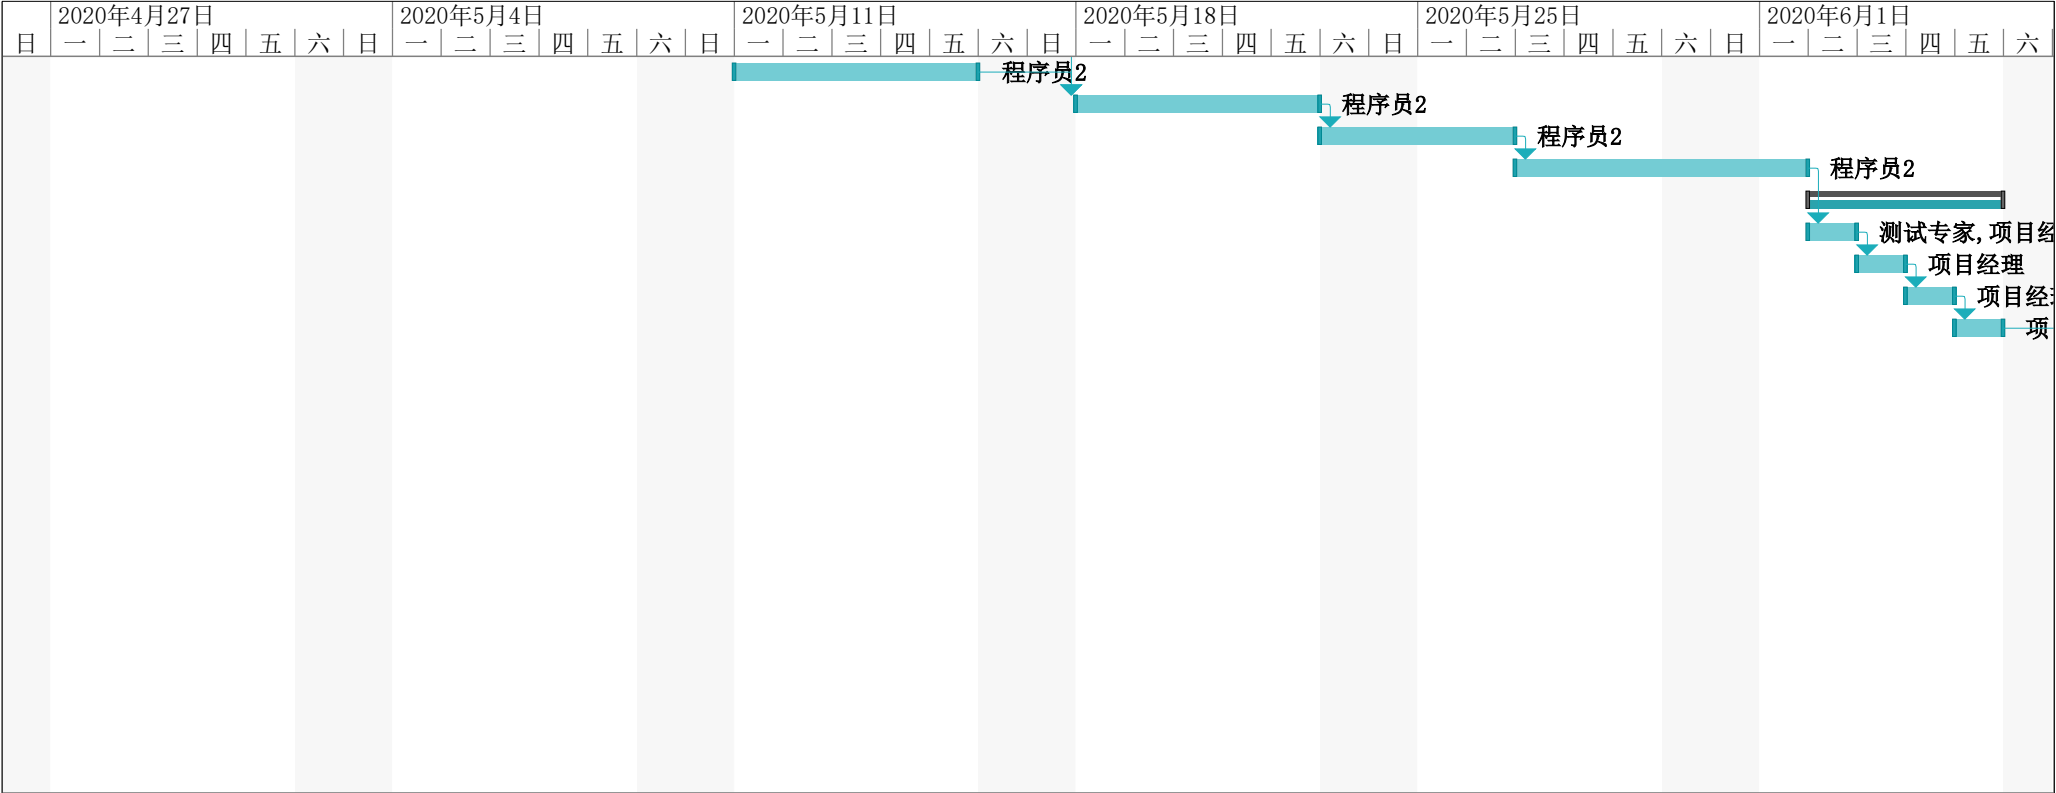 2020年4月27日 2020年5月4日 2020年5月11日 2020年5月18日 2020年5月25日 2020年6月1日
日 一 二 三 四 五 六 日 一 二 三 四 五 六 日 一 二 三 四 五 六 日 一 二 三 四 五 六 日 一 二 三 四 五 六 日 一 二 三 四 五 六
程序员2
程序员2
程序员2
程序员2
测试专家,项目经
项目经理
项目经理
项